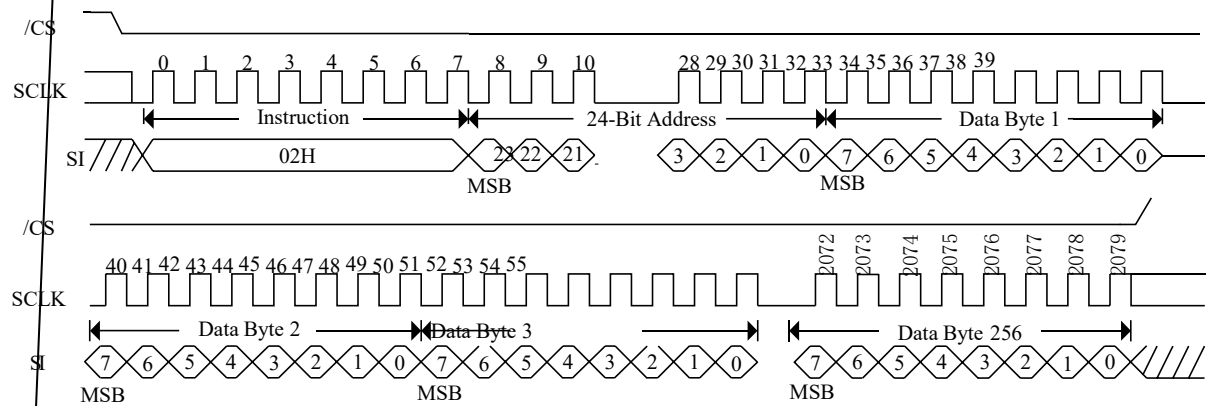 /CS
0 1 2 3 4 5 6 7 8 9 10 28 29 30 31 32 33 34 35 36 37 38 39
SCLK
Instruction 24-Bit Address Data Byte 1
SI 02H 23 22 21 3 2 1 0 7 6 5 4 3 2 1 0
MSB MSB
/CS
40 41 42 43 44 45 46 47 48 49 50 51 52 53 54 55 2072 2073 2074 2075 2076 2077 2078 2079
SCLK
Data Byte 2 Data Byte 3 Data Byte 256
SI 7 6 5 4 3 2 1 0 7 6 5 4 3 2 1 0 7 6 5 4 3 2 1 0
MSB MSB MSB